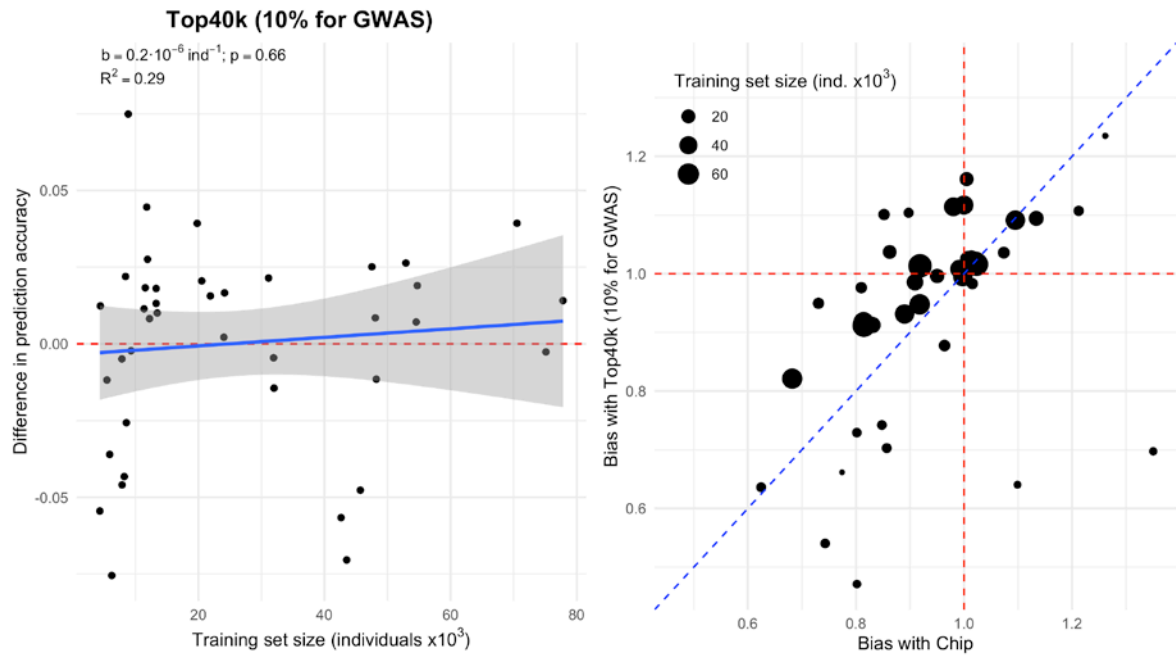 Top40k (10% for GWAS)
b = 0.2·10⁻⁶ ind⁻¹; p = 0.66
R² = 0.29
Difference in prediction accuracy
0.05
0.00
-0.05
20
40
60
80
Training set size (individuals x10³)
Training set size (ind. x10³)
20
40
60
Bias with Top40k (10% for GWAS)
1.2
1.0
0.8
0.6
0.6
0.8
1.0
1.2
Bias with Chip